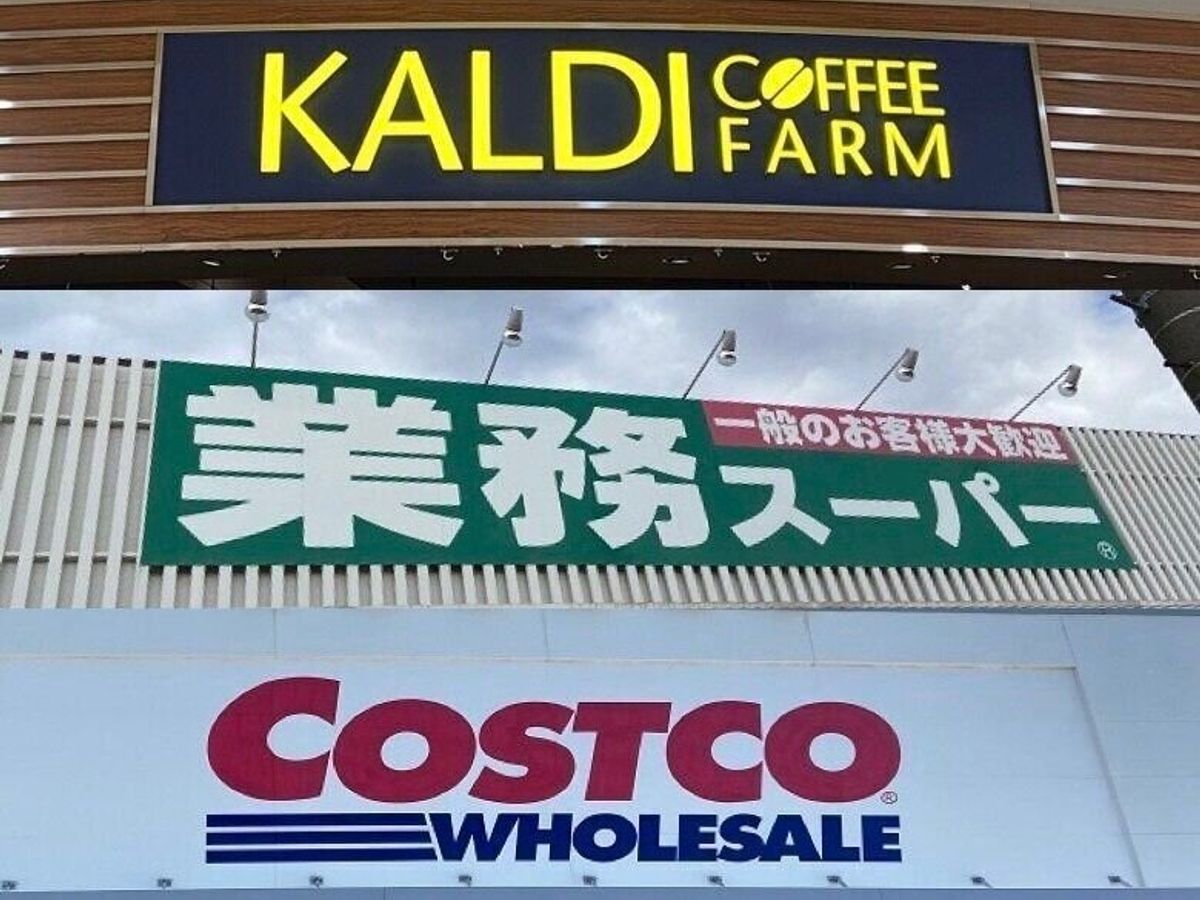 KALDI COFFEE
FARM
一般のお客様大歓迎
業務スーパー
®
COSTCO
®
WHOLESALE